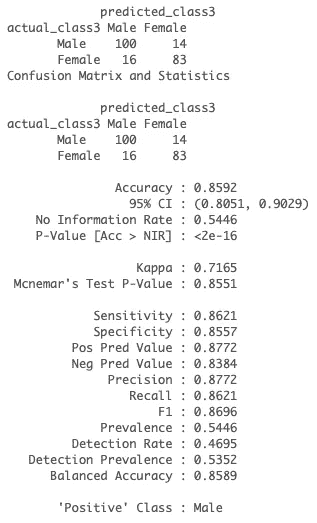 predicted_class3
actual_class3 Male Female
Male 100 14
Female 16 83
Confusion Matrix and Statistics
predicted_class3
actual_class3 Male Female
Male 100 14
Female 16 83
Accuracy : 0.8592
95% CI : (0.8051, 0.9029)
No Information Rate : 0.5446
P-Value [Acc > NIR] : <2e-16
Kappa : 0.7165
Mcnemar's Test P-Value : 0.8551
Sensitivity : 0.8621
Specificity : 0.8557
Pos Pred Value : 0.8772
Neg Pred Value : 0.8384
Precision : 0.8772
Recall : 0.8621
F1 : 0.8696
Prevalence : 0.5446
Detection Rate : 0.4695
Detection Prevalence : 0.5352
Balanced Accuracy : 0.8589
'Positive' Class : Male